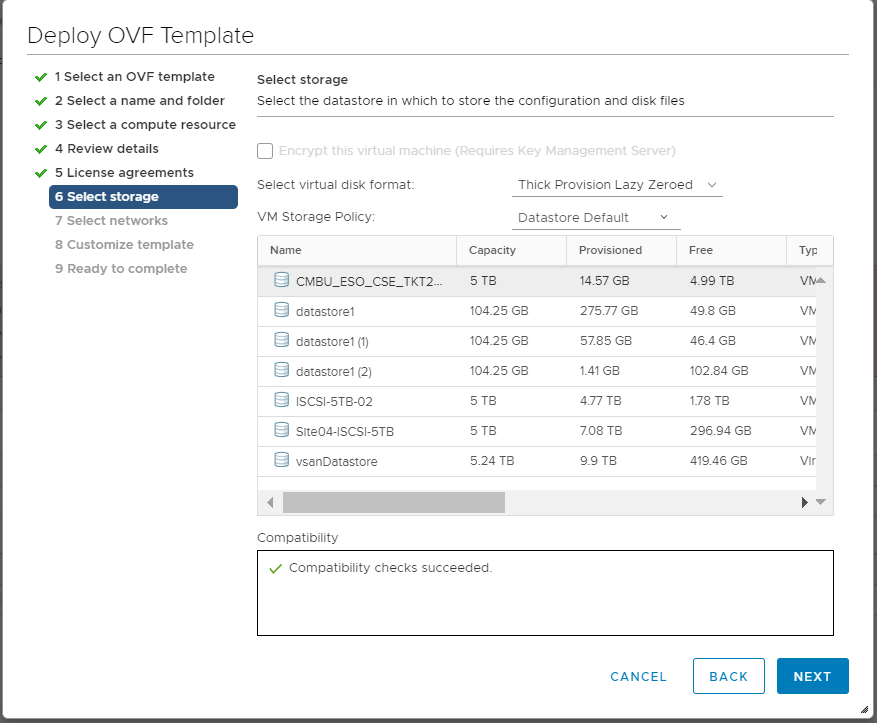 Deploy OVF Template
1 Select an OVF template
2 Select a name and folder
3 Select a compute resource
4 Review details
5 License agreements
6 Select storage
7 Select networks
8 Customize template
9 Ready to complete
Select storage
Select the datastore in which to store the configuration and disk files
Encrypt this virtual machine (Requires Key Management Server)
Select virtual disk format: Thick Provision Lazy Zeroed
VM Storage Policy: Datastore Default
Name Capacity Provisioned Free Typ
CMBU_ESO_CSE_TKT2... 5 TB 14.57 GB 4.99 TB VM
datastore1 104.25 GB 275.77 GB 49.8 GB VM
datastore1 (1) 104.25 GB 57.85 GB 46.4 GB VM
datastore1 (2) 104.25 GB 1.41 GB 102.84 GB VM
ISCSI-5TB-02 5 TB 4.77 TB 1.78 TB VM
Site04-ISCSI-5TB 5 TB 7.08 TB 296.94 GB VM
vsanDatastore 5.24 TB 9.9 TB 419.46 GB Vir
Compatibility
Compatibility checks succeeded.
CANCEL BACK NEXT